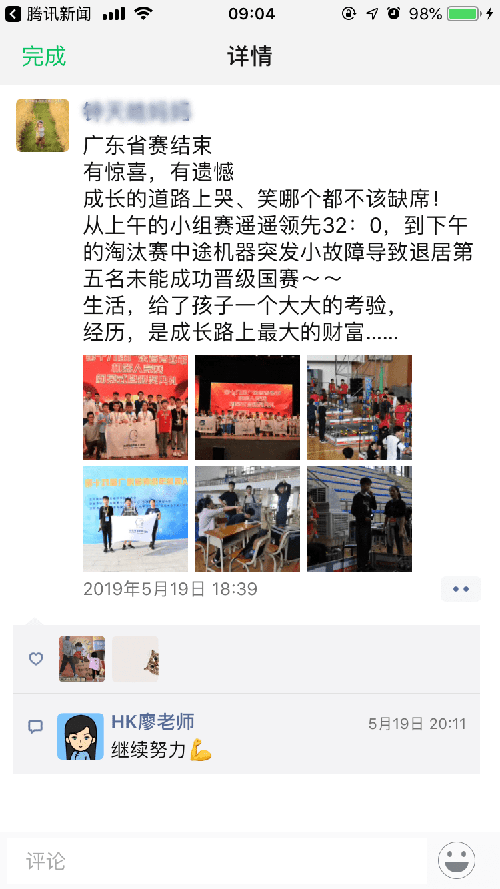 腾讯新闻 09:04 98%
完成 详情
广东省赛结束
有惊喜，有遗憾
成长的道路上哭、笑哪个都不该缺席！
从上午的小组赛遥遥领先32：0，到下午
的淘汰赛中途机器突发小故障导致退居第
五名未能成功晋级国赛～～
生活，给了孩子一个大大的考验，
经历，是成长路上最大的财富......
2019年5月19日 18:39
HK廖老师 5月19日 20:11
继续努力💪
评论